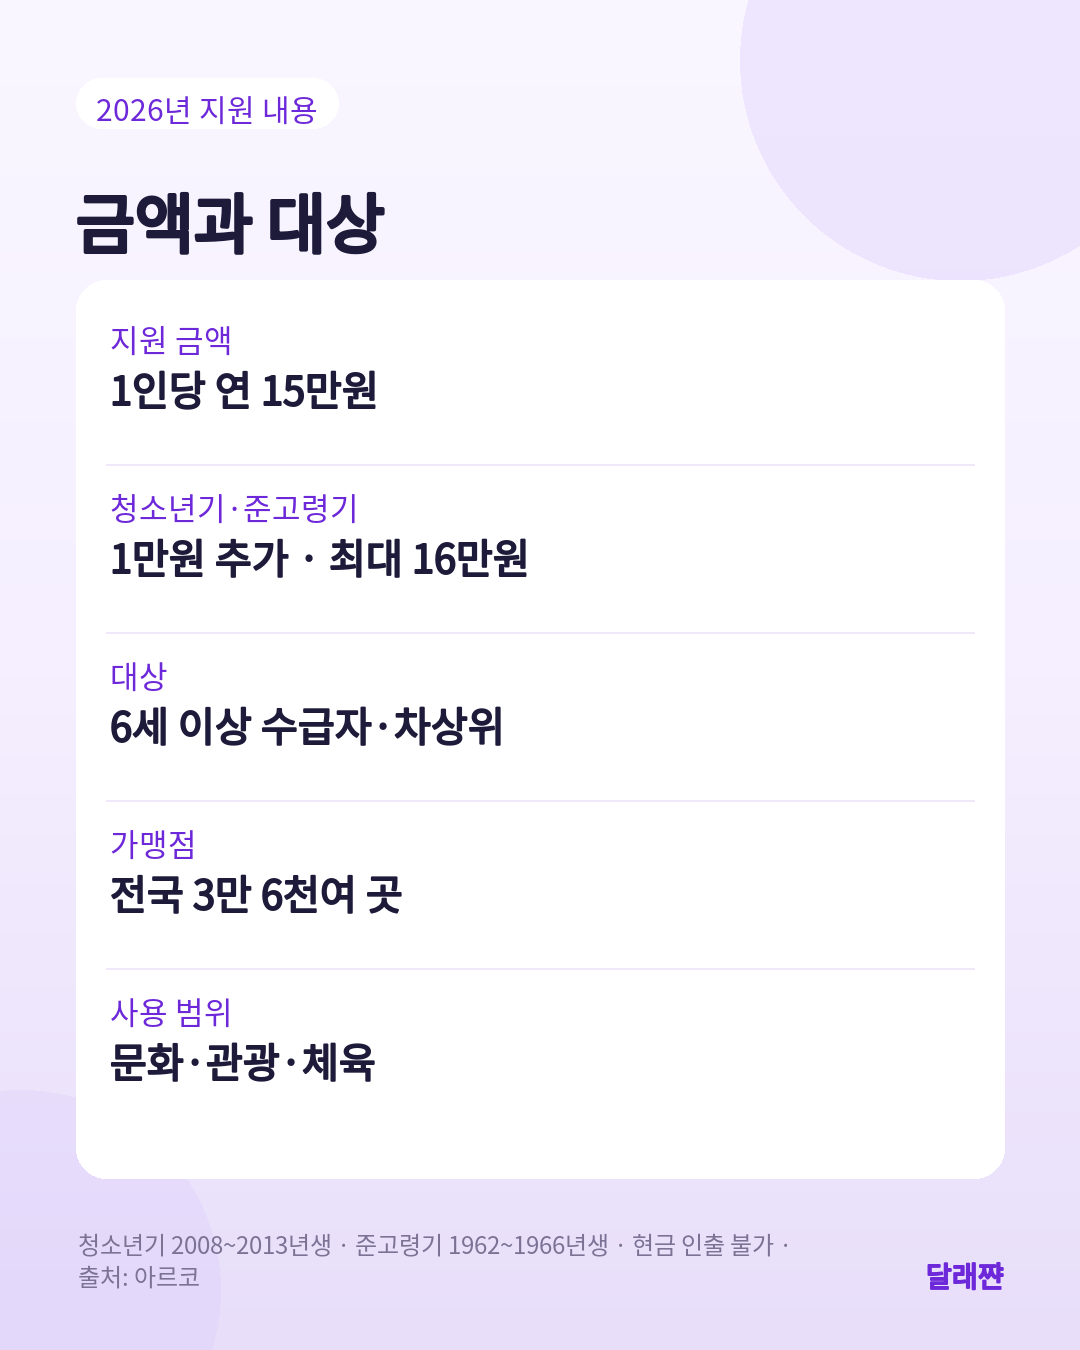 2026년 지원 내용
금액과 대상
지원 금액
1인당 연 15만원
청소년기·준고령기
1만원 추가 · 최대 16만원
대상
6세 이상 수급자·차상위
가맹점
전국 3만 6천여 곳
사용 범위
문화·관광·체육
청소년기 2008~2013년생 · 준고령기 1962~1966년생 · 현금 인출 불가 ·
출처: 아르코
달래쨘